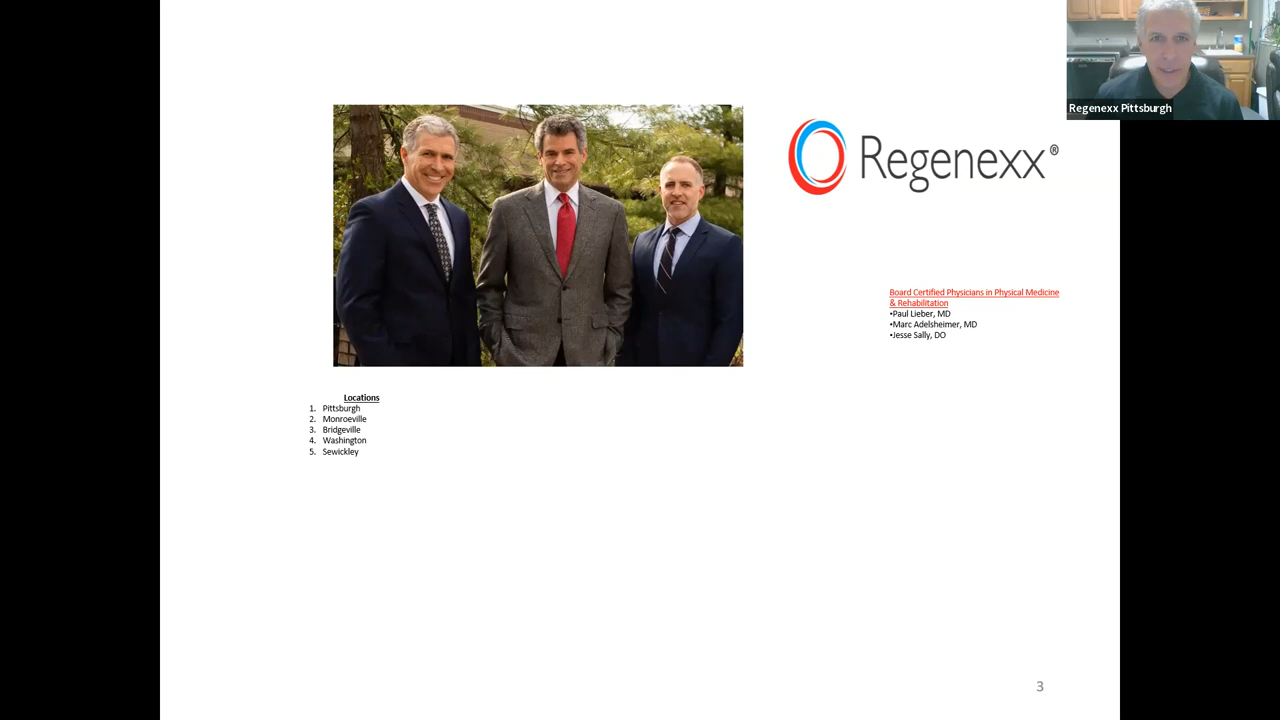 Regenexx Pittsburgh
Regenexx®
Board Certified Physicians in Physical Medicine
& Rehabilitation
•Paul Lieber, MD
•Marc Adelsheimer, MD
•Jesse Sally, DO
Locations
1. Pittsburgh
2. Monroeville
3. Bridgeville
4. Washington
5. Sewickley
3